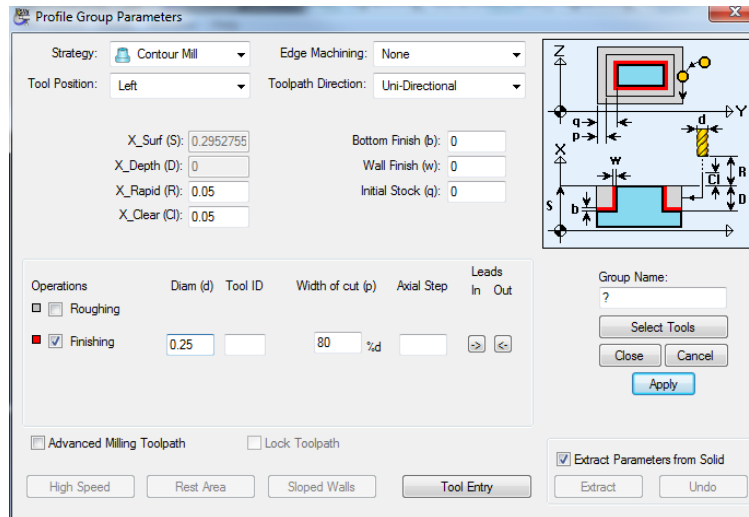 Profile Group Parameters
Strategy: Contour Mill Edge Machining: None
Tool Position: Left Toolpath Direction: Uni-Directional
X_Surf (S): 0.2952755 Bottom Finish (b): 0
X_Depth (D): 0 Wall Finish (w): 0
X_Rapid (R): 0.05 Initial Stock (q): 0
X_Clear (Cl): 0.05
Z
Y
q
p
d
X
w
Cl
R
S
b
D
Operations Diam (d) Tool ID Width of cut (p) Axial Step Leads
In Out
Roughing
Finishing 0.25 80 %d -> <-
Group Name:
?
Select Tools
Close Cancel
Apply
Advanced Milling Toolpath Lock Toolpath
Extract Parameters from Solid
High Speed Rest Area Sloped Walls Tool Entry Extract Undo